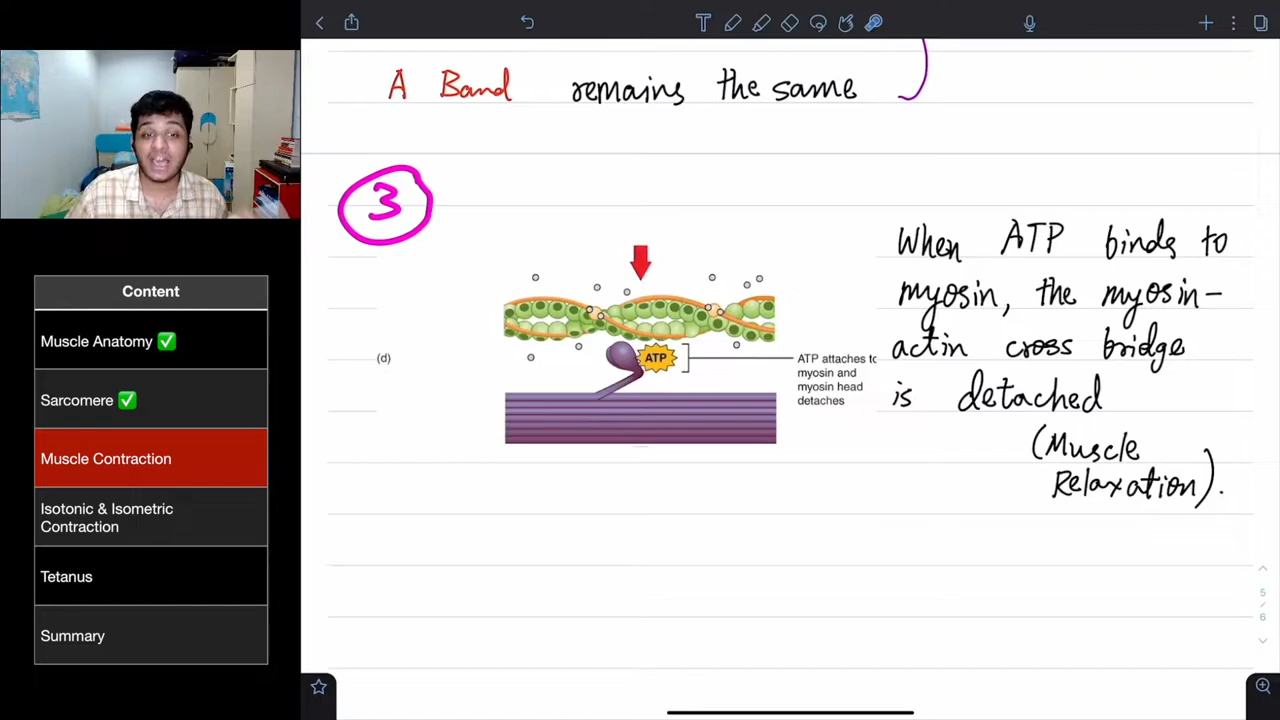 A Band remains the same
3
When ATP binds to
myosin, the myosin-
actin cross bridge
is detached
(Muscle
Relaxation).
(d)
ATP
ATP attaches to
myosin and
myosin head
detaches
Content
Muscle Anatomy ✅
Sarcomere ✅
Muscle Contraction
Isotonic & Isometric
Contraction
Tetanus
Summary
5
/
6